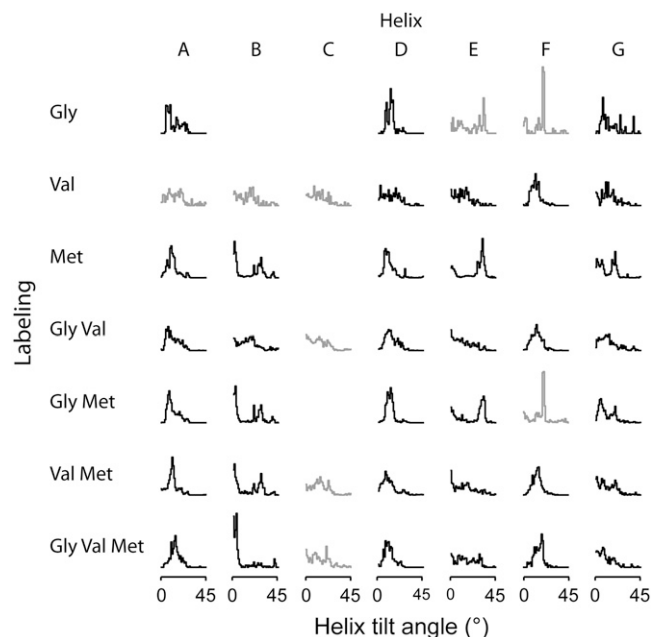 Helix
A B C D E F G
Gly
Val
Met
Gly Val
Gly Met
Val Met
Gly Val Met
Labeling
0 45 0 45 0 45 0 45 0 45 0 45 0 45
Helix tilt angle (°)